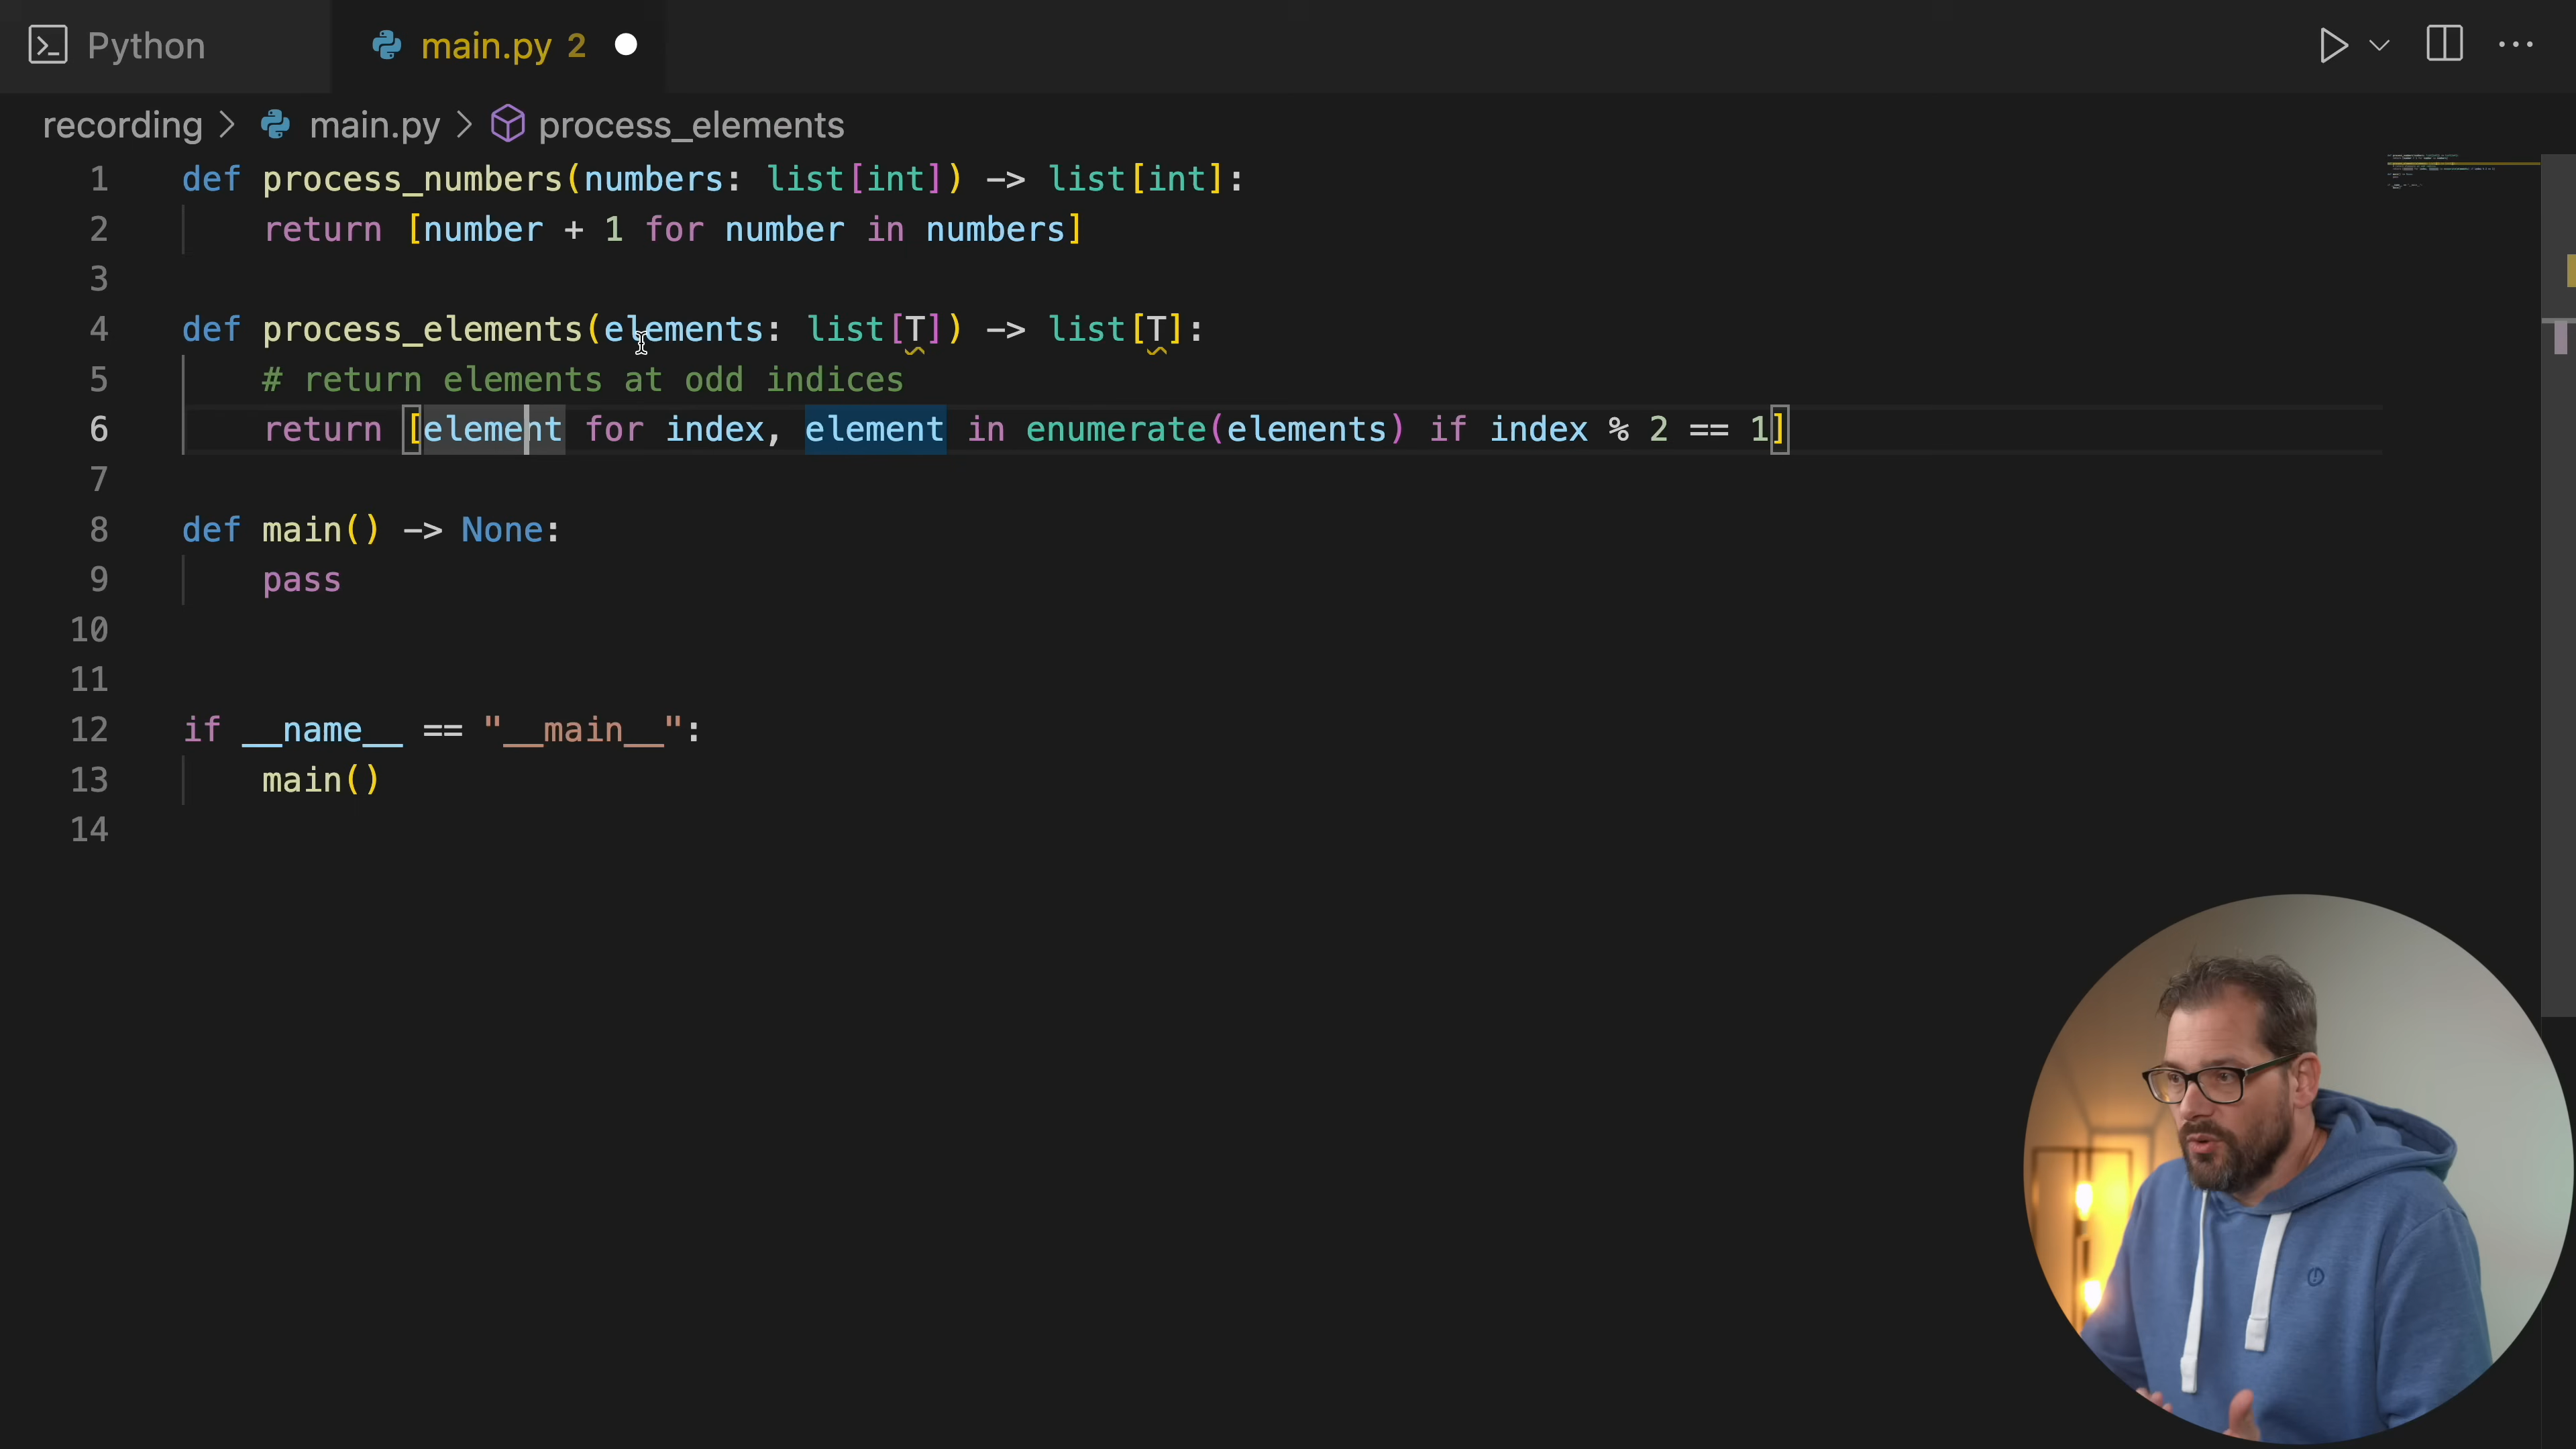 Python
main.py 2
recording > main.py > process_elements
1 def process_numbers(numbers: list[int]) -> list[int]:
2 return [number + 1 for number in numbers]
3
4 def process_elements(elements: list[T]) -> list[T]:
5 # return elements at odd indices
6 return [element for index, element in enumerate(elements) if index % 2 == 1]
7
8 def main() -> None:
9 pass
10
11
12 if __name__ == "__main__":
13 main()
14